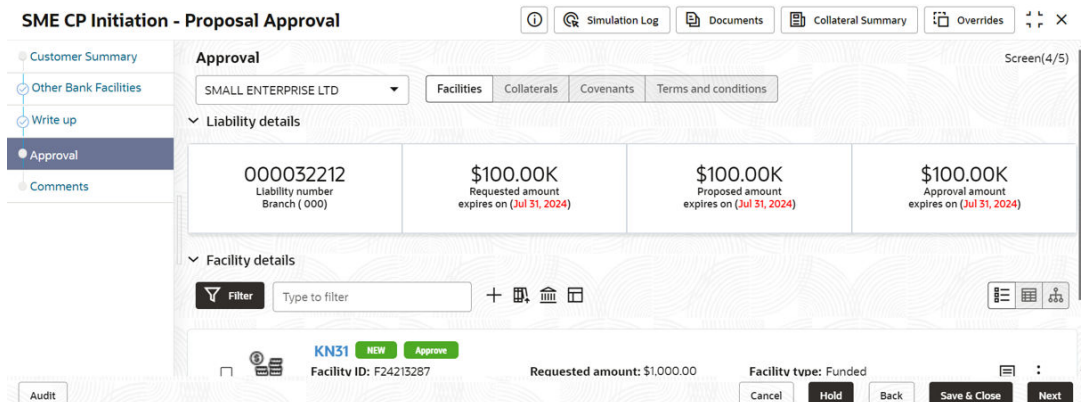 SME CP Initiation - Proposal Approval
Simulation Log
Documents
Collateral Summary
Overrides
Customer Summary
Other Bank Facilities
Write up
Approval
Comments
Approval
Screen(4/5)
SMALL ENTERPRISE LTD
Facilities
Collaterals
Covenants
Terms and conditions
Liability details
000032212
Liability number
Branch ( 000)
$100.00K
Requested amount
expires on (Jul 31, 2024)
$100.00K
Proposed amount
expires on (Jul 31, 2024)
$100.00K
Approval amount
expires on (Jul 31, 2024)
Facility details
Filter
Type to filter
KN31 NEW Approve
Facility ID: F24213287
Requested amount: $1,000.00
Facility type: Funded
Audit
Cancel
Hold
Back
Save & Close
Next